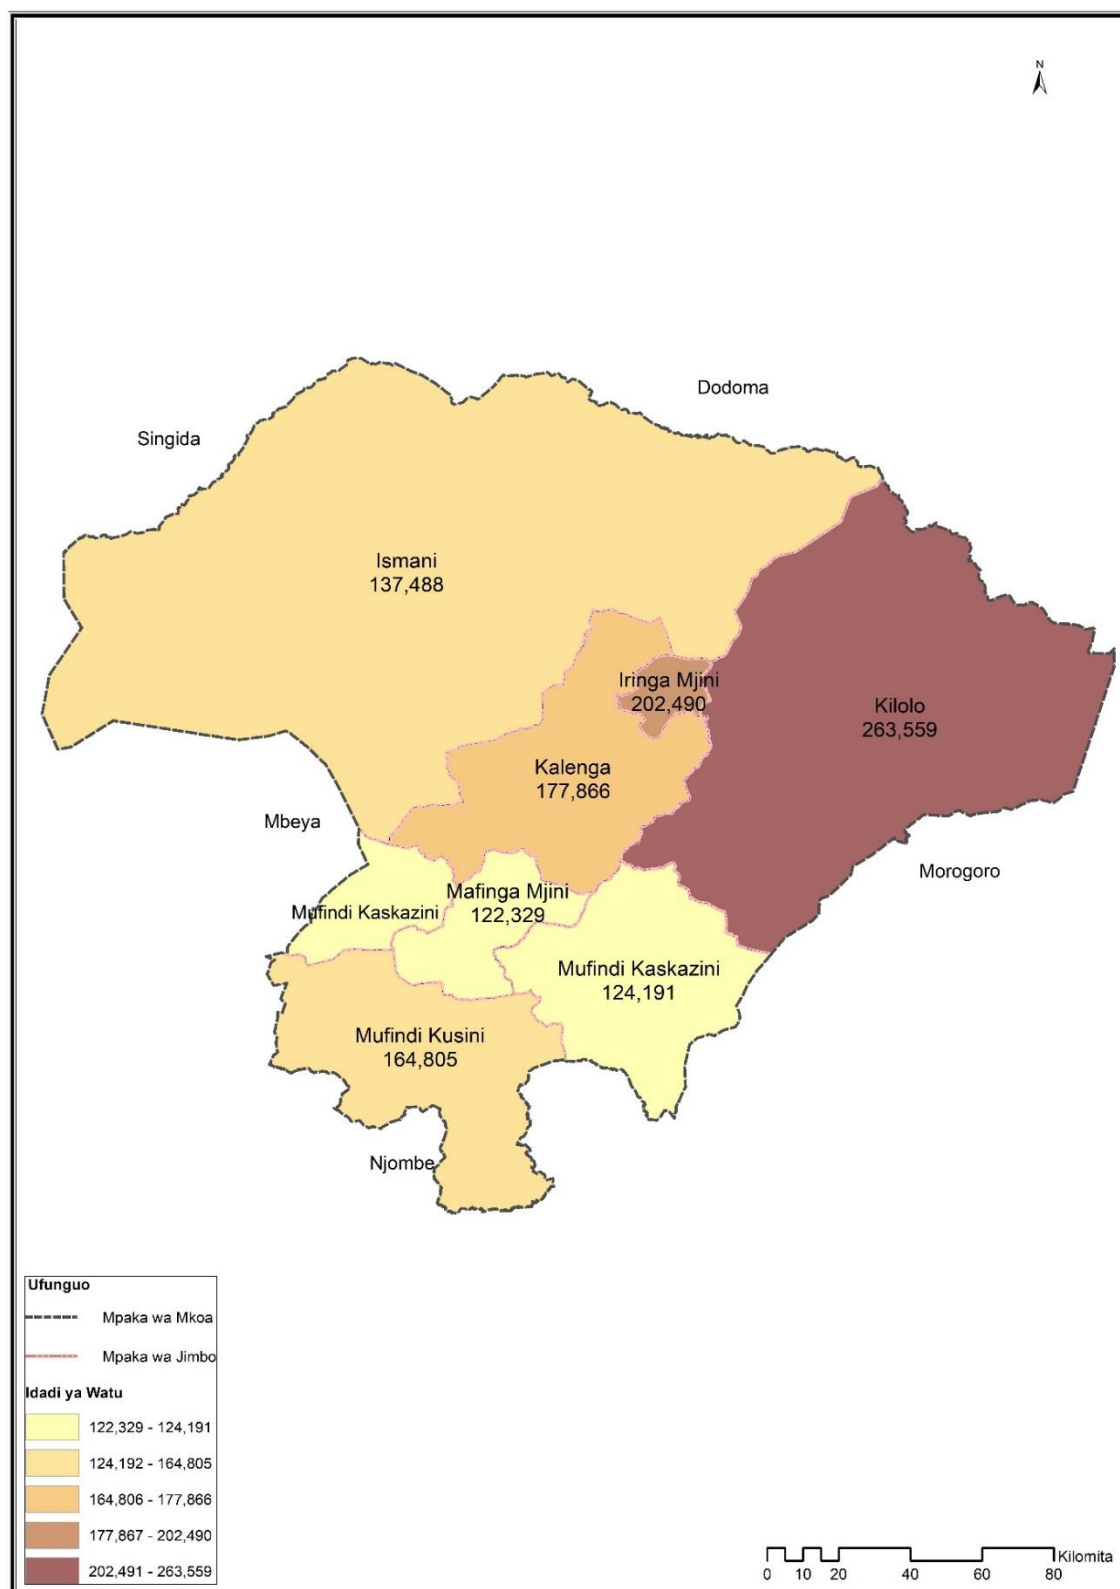 N
Dodoma
Singida
Ismani
137,488
Iringa Mjini
202,490
Kilolo
263,559
Kalenga
177,866
Mbeya
Morogoro
Mafinga Mjini
122,329
Mufindi Kaskazini
Mufindi Kaskazini
124,191
Mufindi Kusini
164,805
Njombe
Ufunguo
Mpaka wa Mkoa
Mpaka wa Jimbo
Idadi ya Watu
122,329 - 124,191
124,192 - 164,805
164,806 - 177,866
177,867 - 202,490
202,491 - 263,559
Kilomita
0 10 20 40 60 80